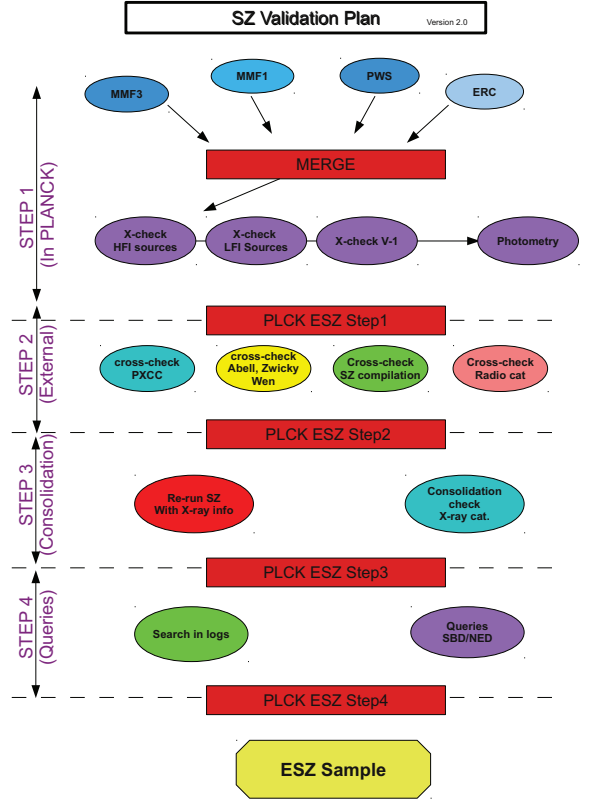 SZ Validation Plan Version 2.0
MMF3
MMF1
PWS
ERC
MERGE
STEP 1
(In PLANCK)
X-check
HFI sources
X-check
LFI Sources
X-check V-1
Photometry
PLCK ESZ Step1
STEP 2
(External)
cross-check
PXCC
cross-check
Abell, Zwicky
Wen
Cross-check
SZ compilation
Cross-check
Radio cat
PLCK ESZ Step2
STEP 3
(Consolidation)
Re-run SZ
With X-ray info
Consolidation
check
X-ray cat.
PLCK ESZ Step3
STEP 4
(Queries)
Search in logs
Queries
SBD/NED
PLCK ESZ Step4
ESZ Sample